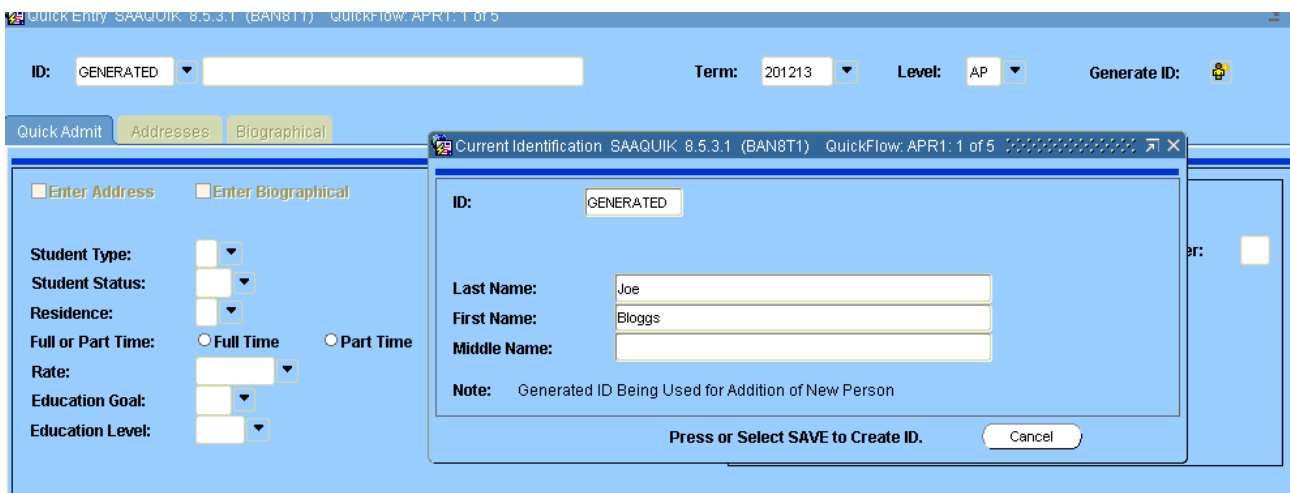 Quick Entry SAAQUIK 8.5.3.1 (BAN8T1) QuickFlow: APR1: 1 of 5
ID: GENERATED Term: 201213 Level: AP Generate ID:
Quick Admit Addresses Biographical
Current Identification SAAQUIK 8.5.3.1 (BAN8T1) QuickFlow: APR1: 1 of 5
Enter Address Enter Biographical
ID: GENERATED
Student Type:
er:
Student Status:
Last Name: Joe
Residence:
First Name: Bloggs
Full or Part Time: Full Time Part Time
Middle Name:
Rate:
Note: Generated ID Being Used for Addition of New Person
Education Goal:
Education Level:
Press or Select SAVE to Create ID. Cancel